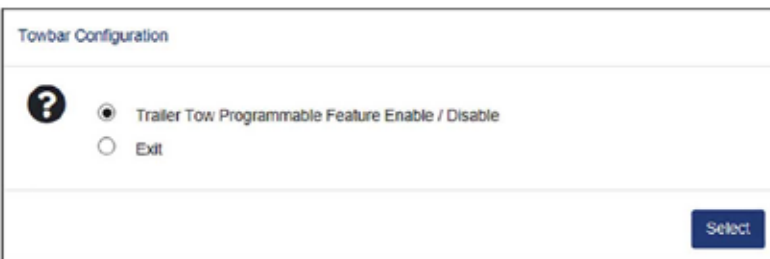 Towbar Configuration
Trailer Tow Programmable Feature Enable / Disable
Exit
Select